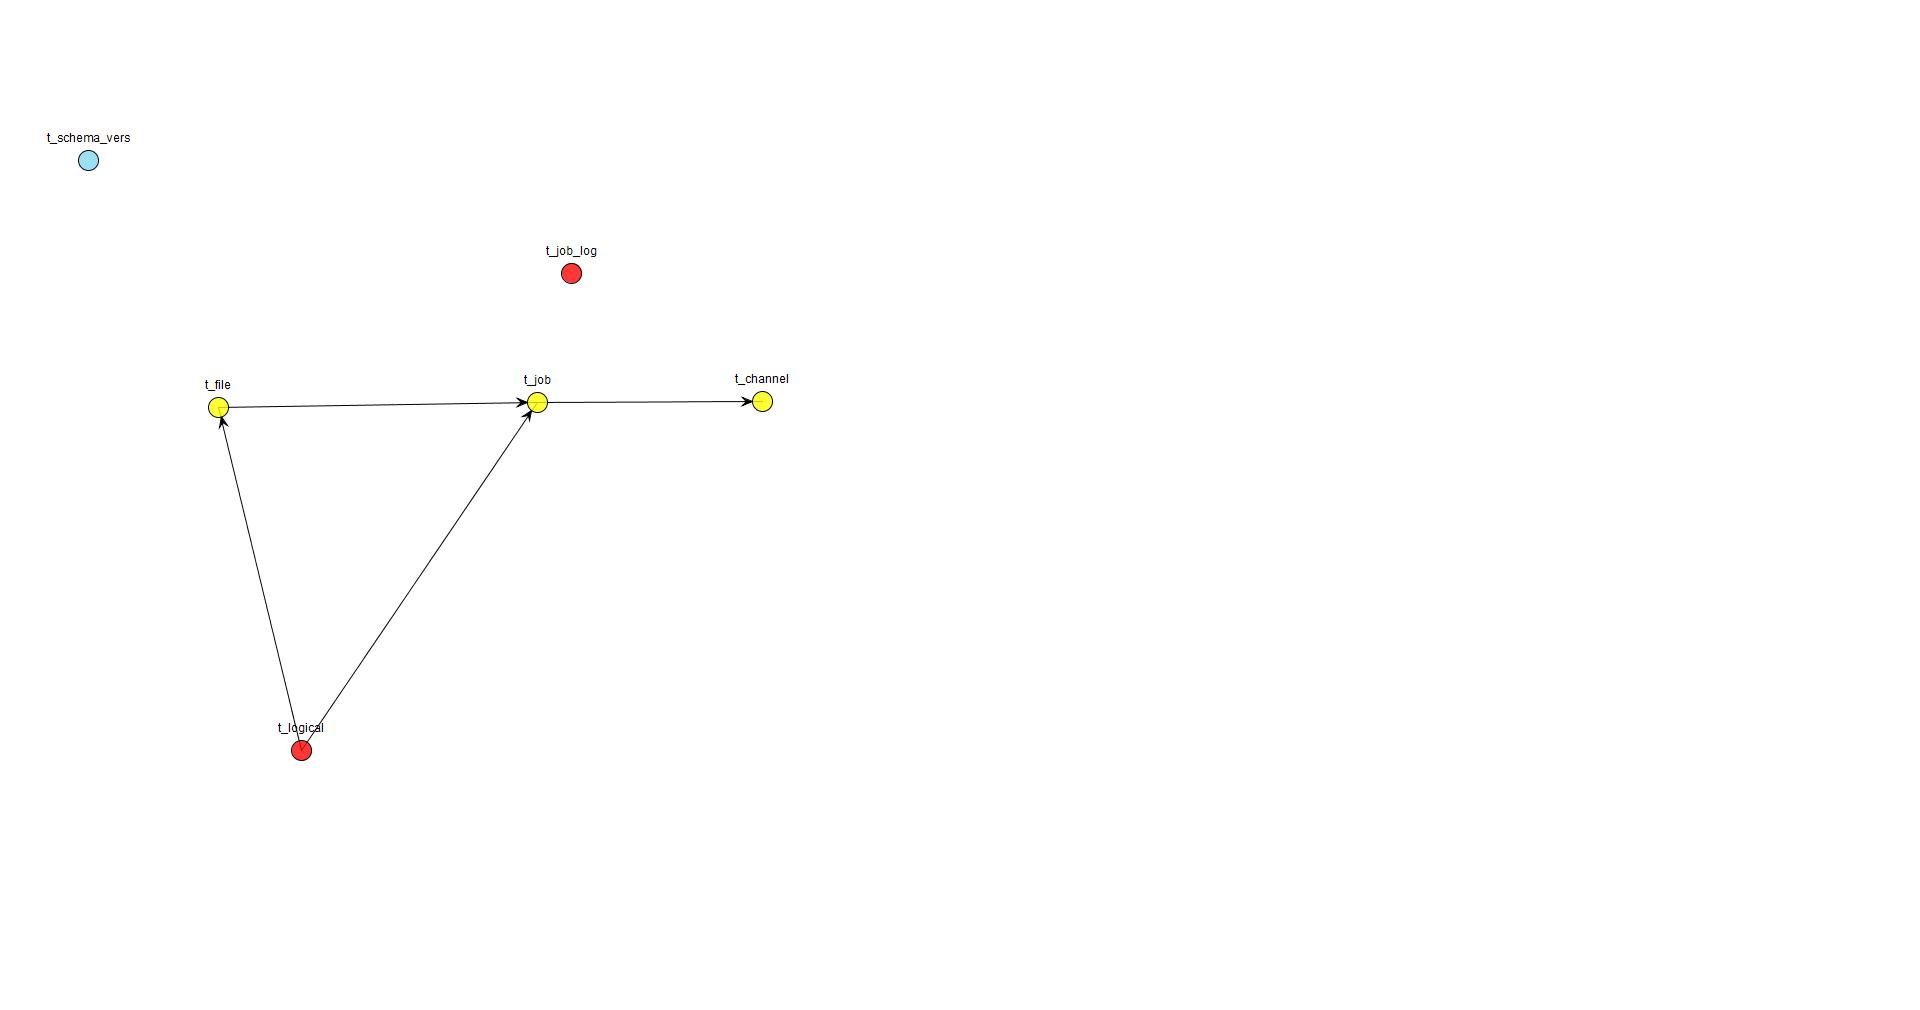 t_schema_vers
t_job_log
t_file
t_job
t_channel
t_logical